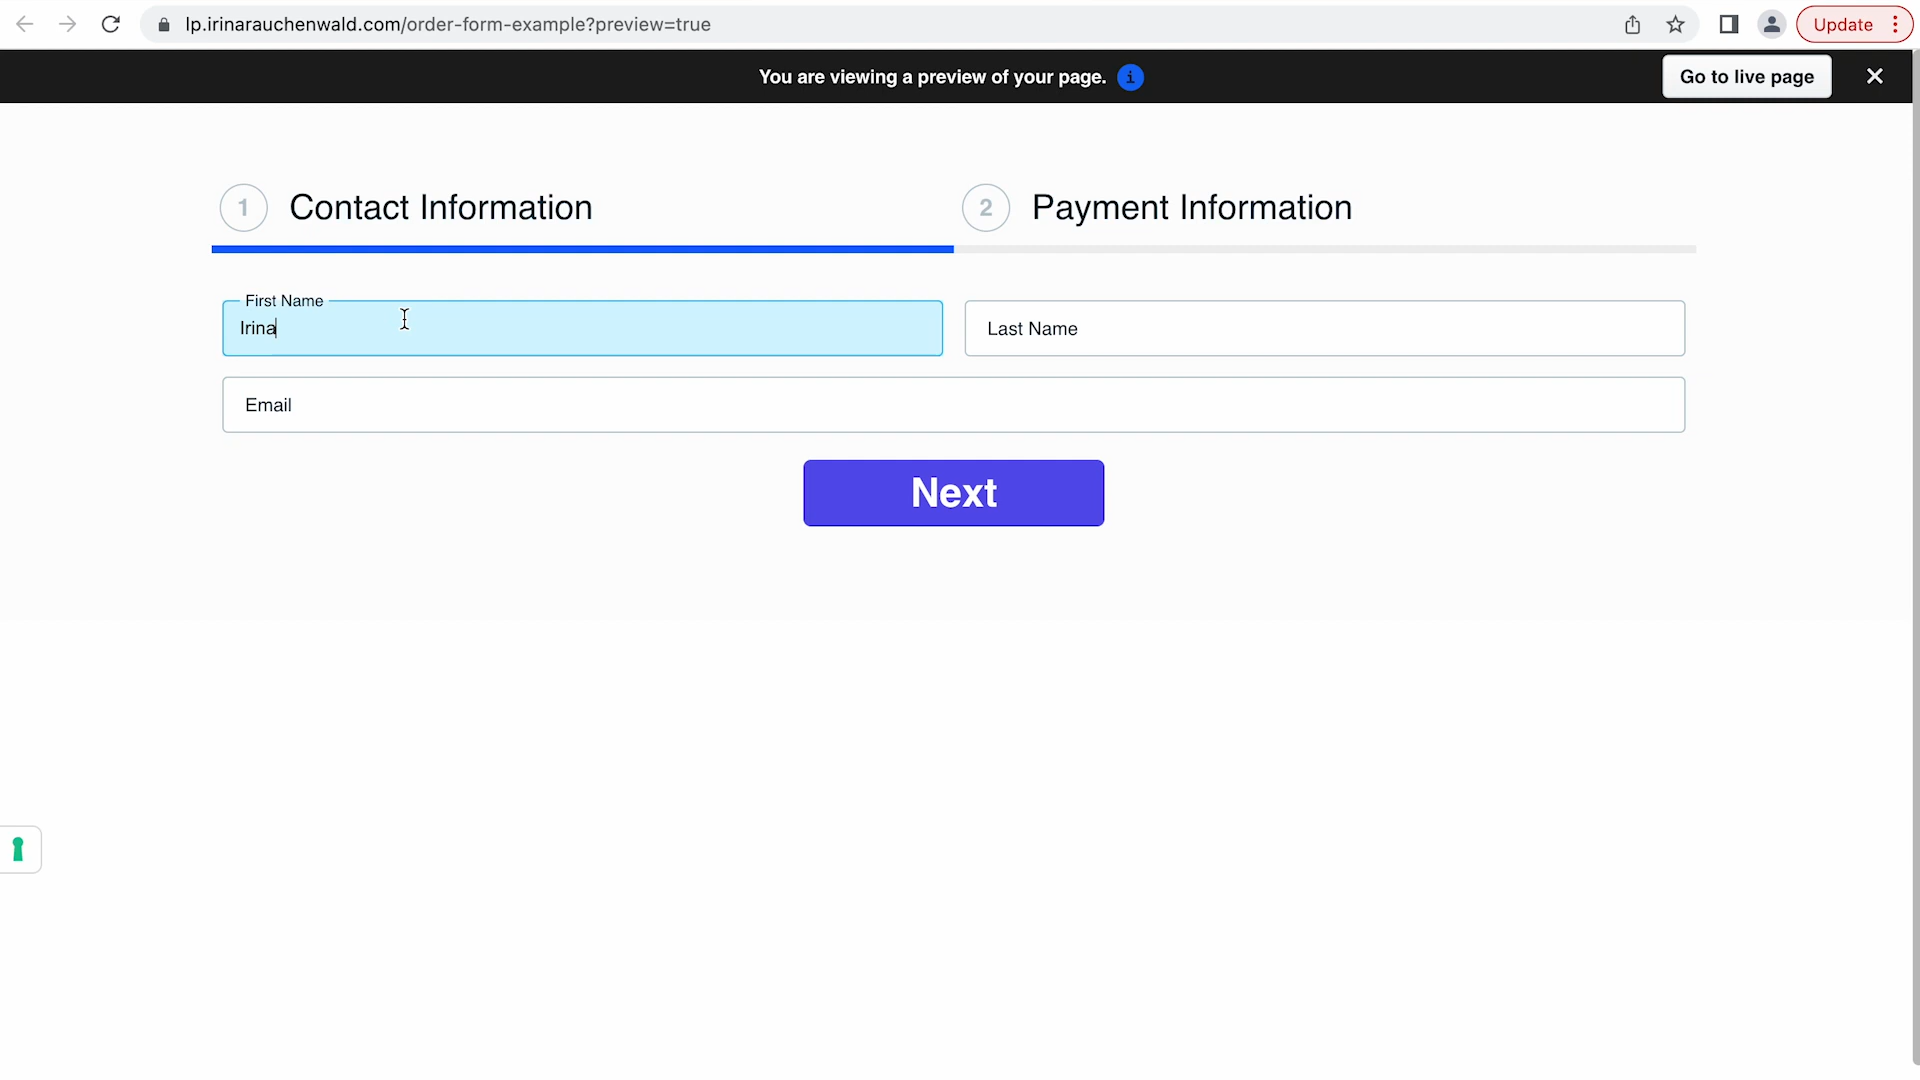 lp.irinarauchenwald.com/order-form-example?preview=true
Update
You are viewing a preview of your page. i
Go to live page
1 Contact Information
2 Payment Information
First Name
Irina
Last Name
Email
Next